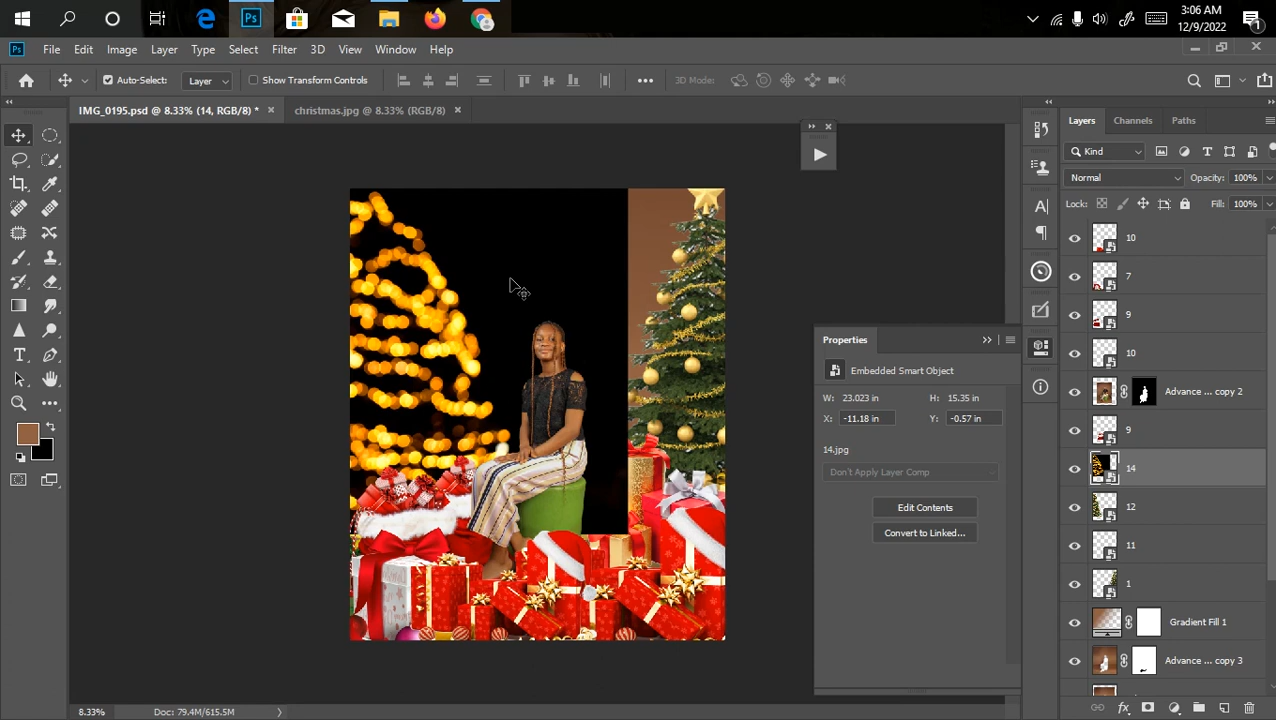 3:06 AM
12/9/2022
1
Ps
Ps File Edit Image Layer Type Select Filter 3D View Window Help
Auto-Select: Layer Show Transform Controls 3D Mode:
IMG_0195.psd @ 8.33% (14, RGB/8) * christmas.jpg @ 8.33% (RGB/8)
Layers Channels Paths
Kind
Normal Opacity: 100%
Lock: Fill: 100%
10
7
9
10
Advance ... copy 2
9
14
12
11
1
Gradient Fill 1
Advance ... copy 3
Properties
Embedded Smart Object
W: 23.023 in H: 15.35 in
X: -11.18 in Y: -0.57 in
14.jpg
Don't Apply Layer Comp
Edit Contents
Convert to Linked...
8.33% Doc: 79.4M/615.5M